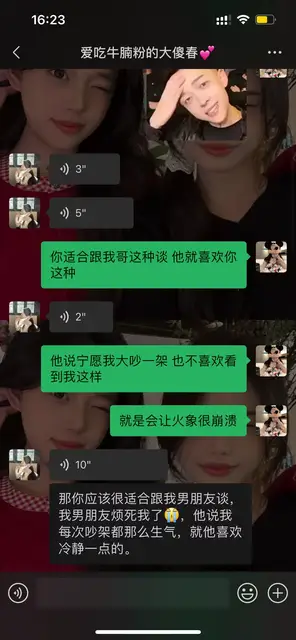 16:23
爱吃牛腩粉的大傻春💕
3"
5"
你适合跟我哥这种谈 他就喜欢你
这种
2"
他说宁愿我大吵一架 也不喜欢看
到我这样
就是会让火象很崩溃
10"
那你应该很适合跟我男朋友谈，
我男朋友烦死我了😭，他说我
每次吵架都那么生气，就他喜欢
冷静一点的。